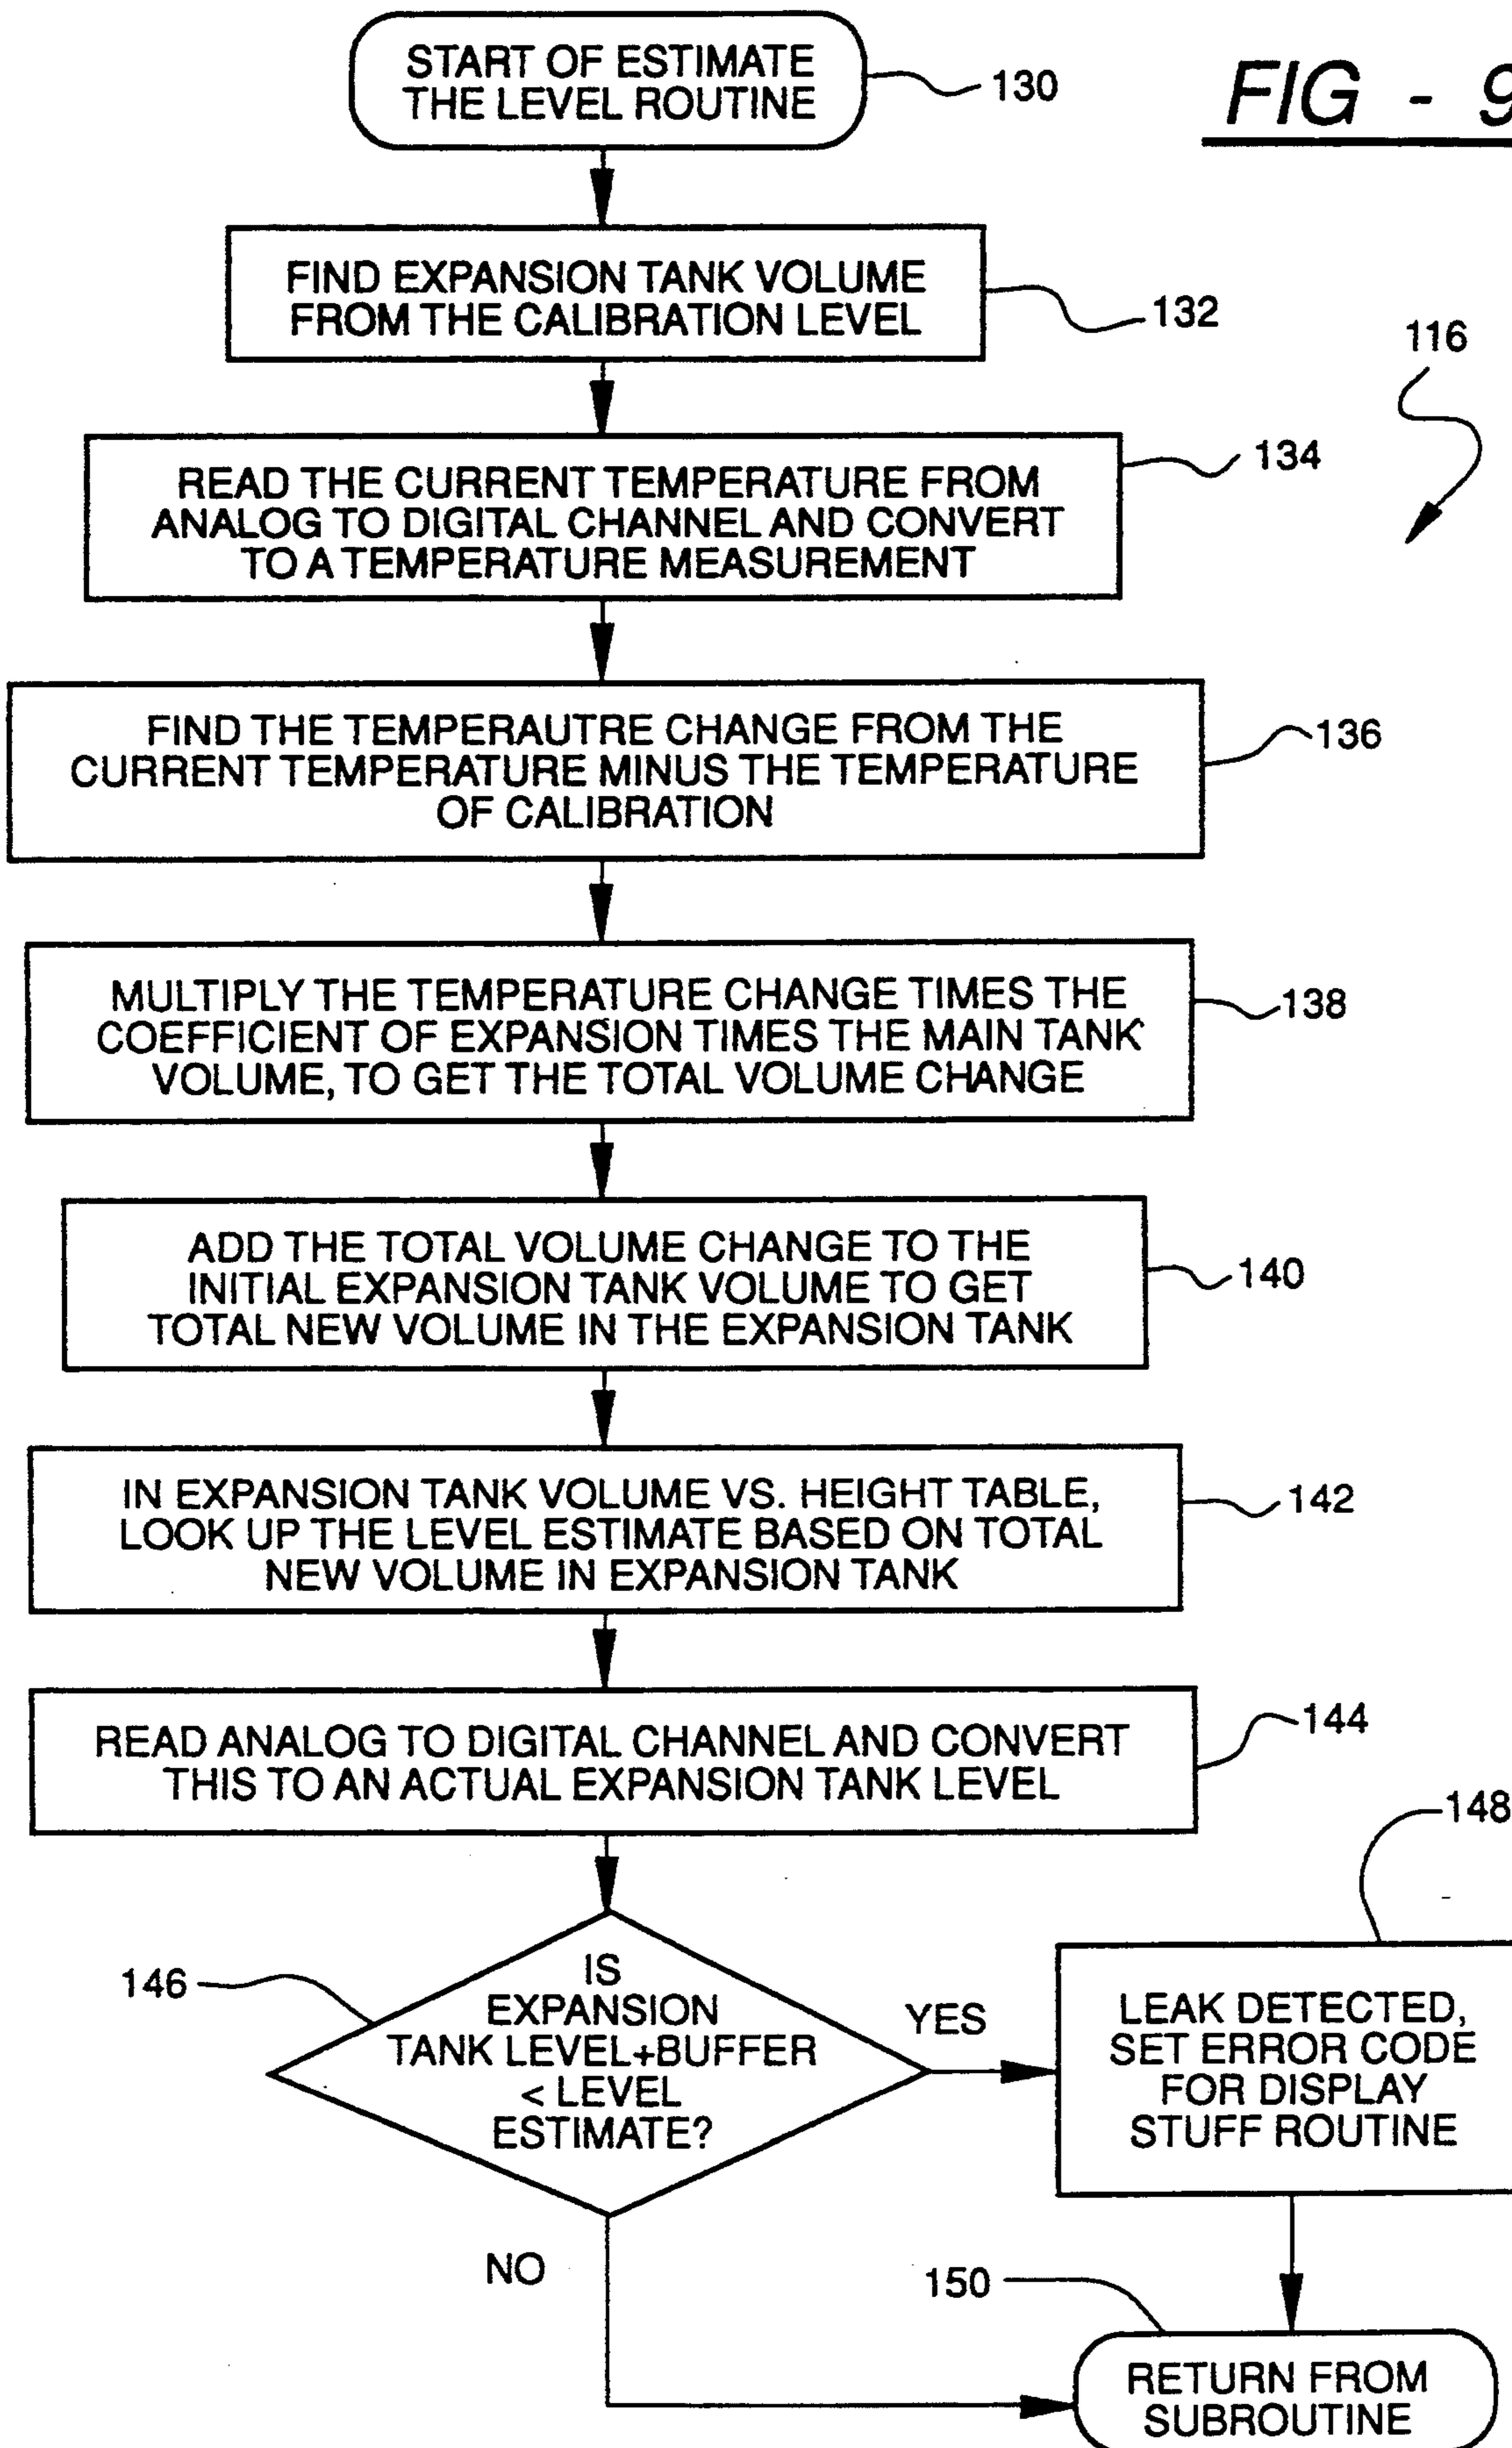 START OF ESTIMATE
THE LEVEL ROUTINE
130
FIG - 9
FIND EXPANSION TANK VOLUME
FROM THE CALIBRATION LEVEL
132
116
READ THE CURRENT TEMPERATURE FROM
ANALOG TO DIGITAL CHANNEL AND CONVERT
TO A TEMPERATURE MEASUREMENT
134
FIND THE TEMPERAUTRE CHANGE FROM THE
CURRENT TEMPERATURE MINUS THE TEMPERATURE
OF CALIBRATION
136
MULTIPLY THE TEMPERATURE CHANGE TIMES THE
COEFFICIENT OF EXPANSION TIMES THE MAIN TANK
VOLUME, TO GET THE TOTAL VOLUME CHANGE
138
ADD THE TOTAL VOLUME CHANGE TO THE
INITIAL EXPANSION TANK VOLUME TO GET
TOTAL NEW VOLUME IN THE EXPANSION TANK
140
IN EXPANSION TANK VOLUME VS. HEIGHT TABLE,
LOOK UP THE LEVEL ESTIMATE BASED ON TOTAL
NEW VOLUME IN EXPANSION TANK
142
READ ANALOG TO DIGITAL CHANNEL AND CONVERT
THIS TO AN ACTUAL EXPANSION TANK LEVEL
144
148
146
IS
EXPANSION
TANK LEVEL+BUFFER
< LEVEL
ESTIMATE?
YES
LEAK DETECTED,
SET ERROR CODE
FOR DISPLAY
STUFF ROUTINE
NO
150
RETURN FROM
SUBROUTINE